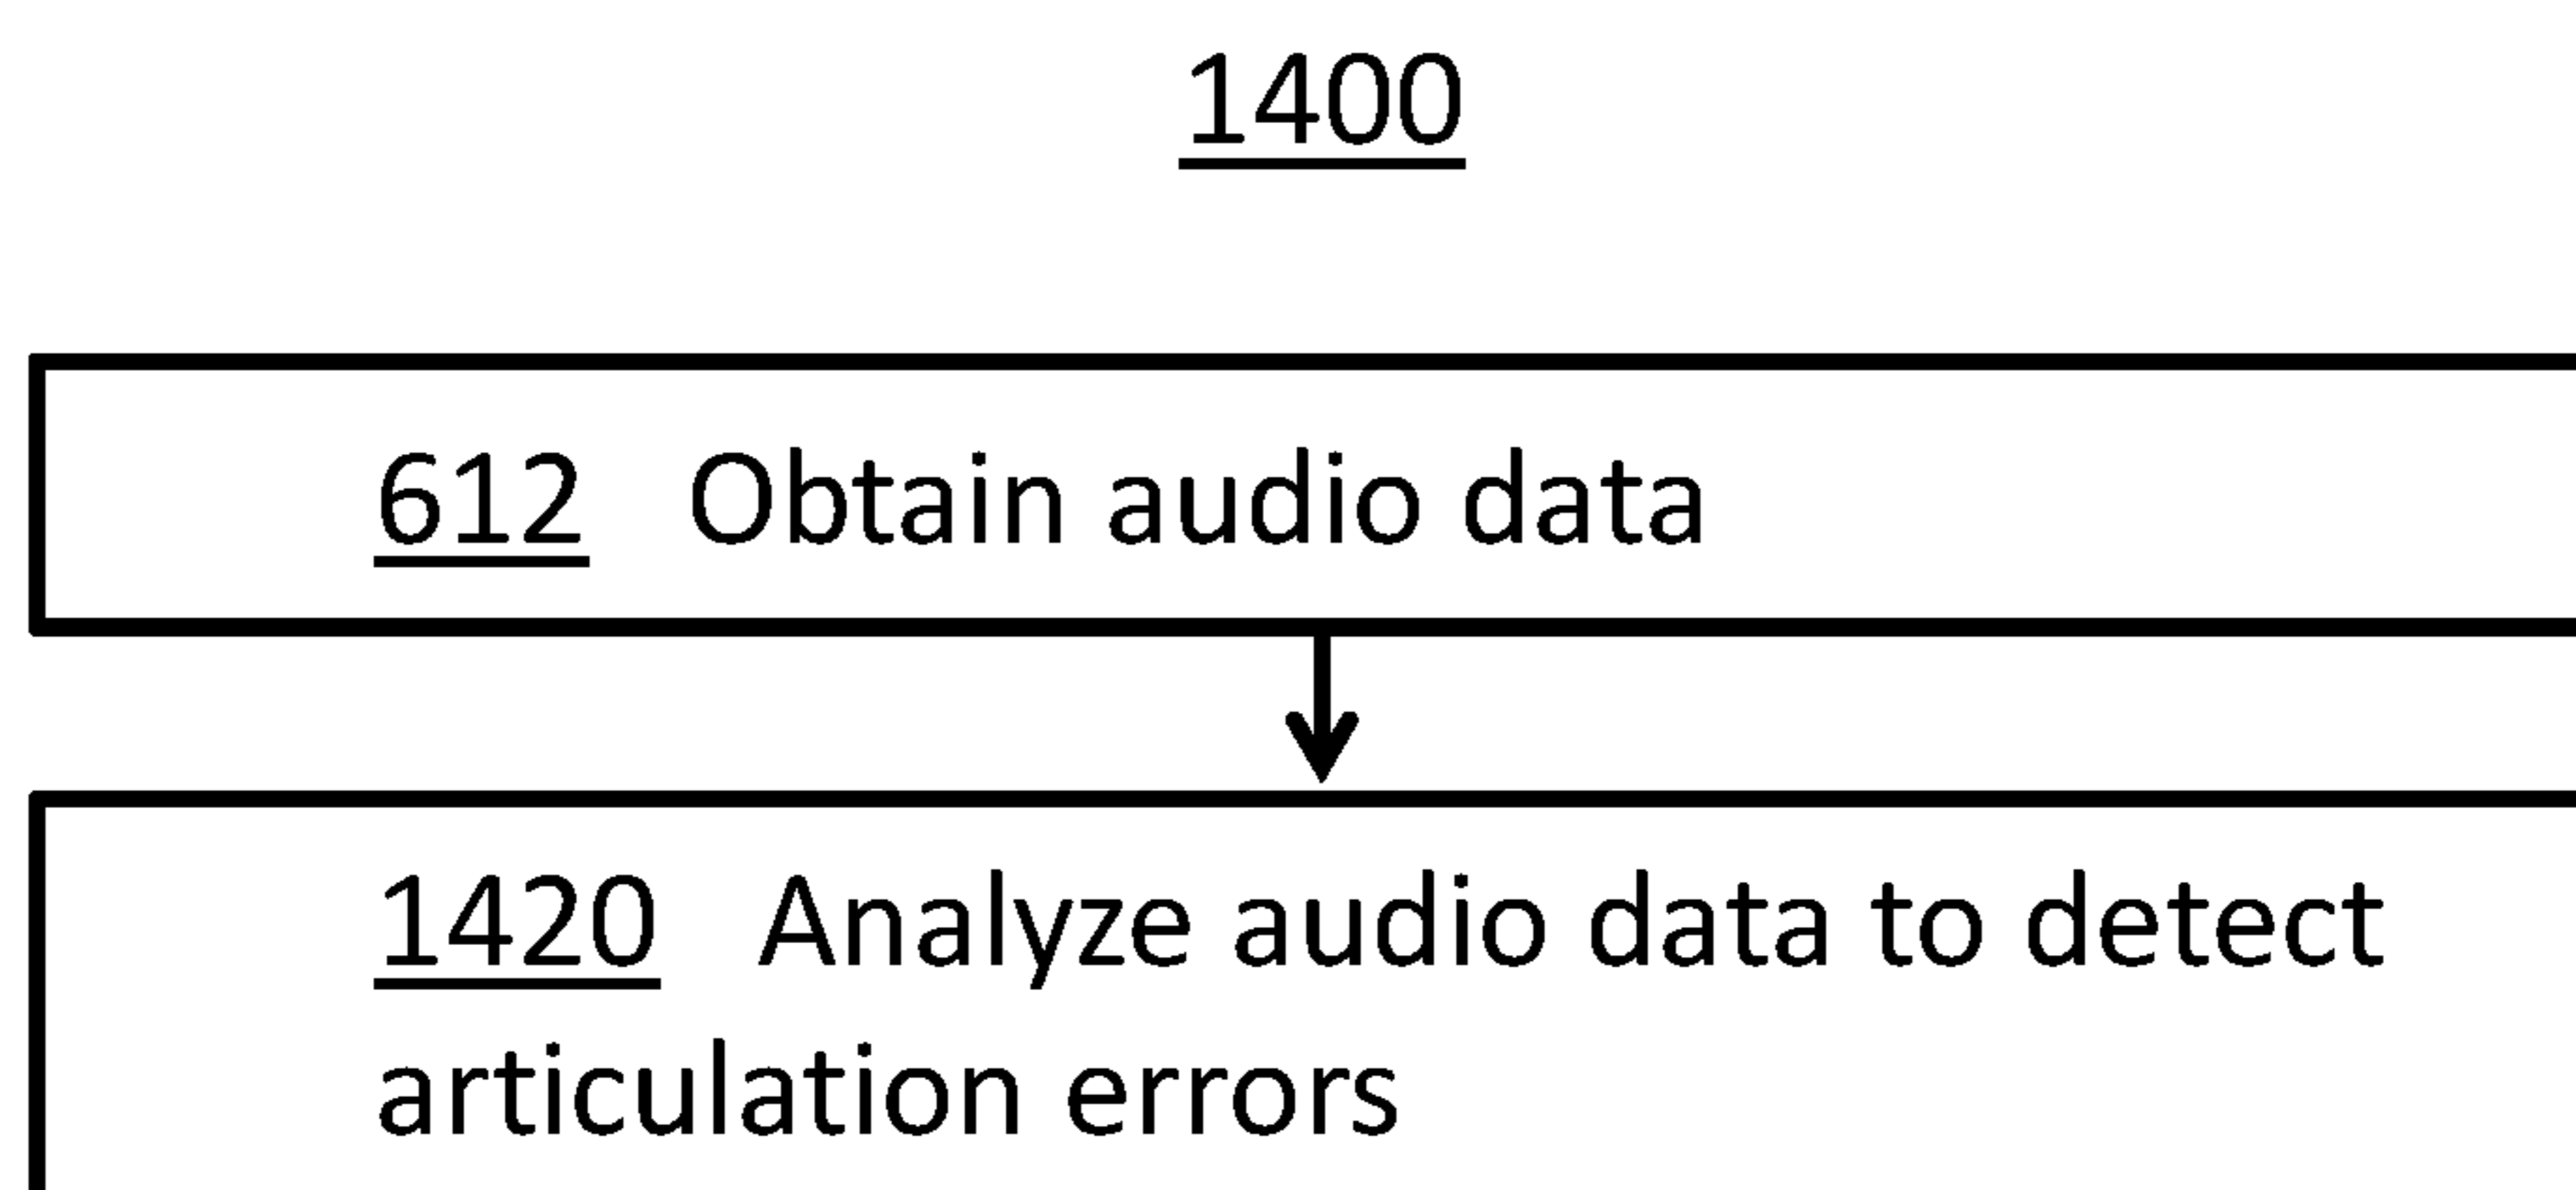 1400
612 Obtain audio data
1420 Analyze audio data to detect
articulation errors